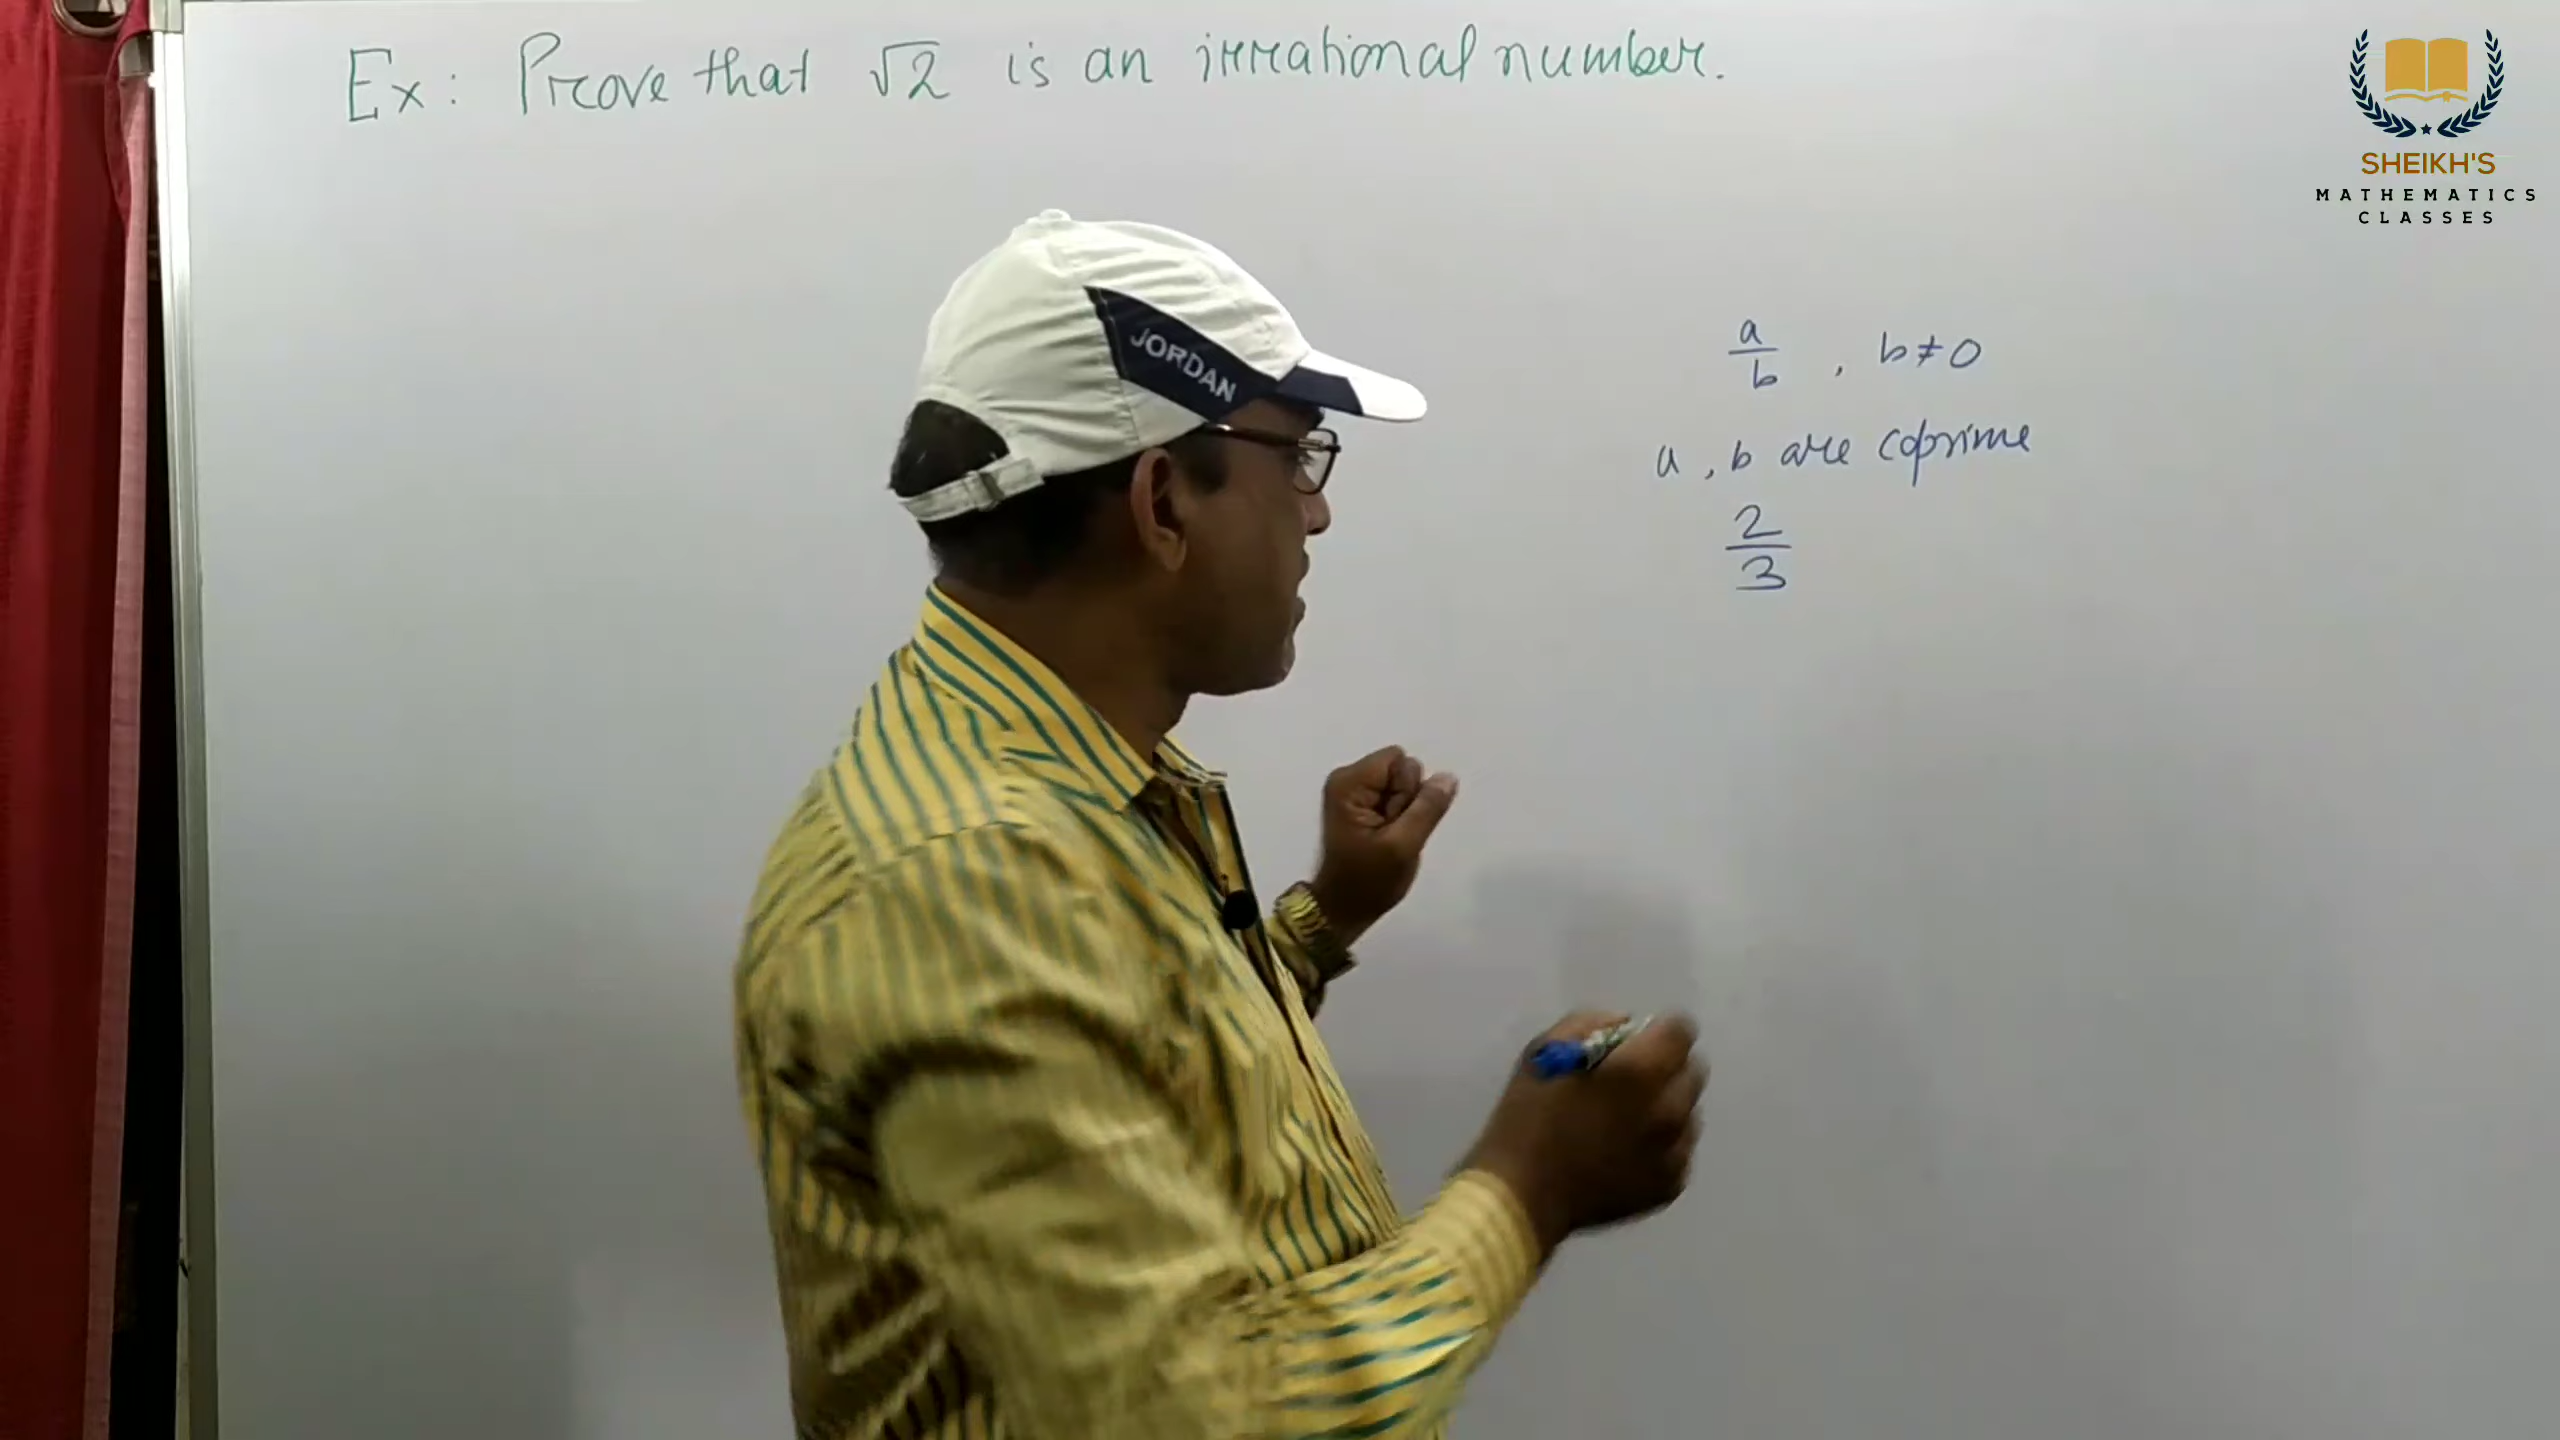 Ex: Prove that √2 is an irrational number.
SHEIKH'S
MATHEMATICS
CLASSES
JORDAN
a/b , b≠0
a, b are coprime
2/3